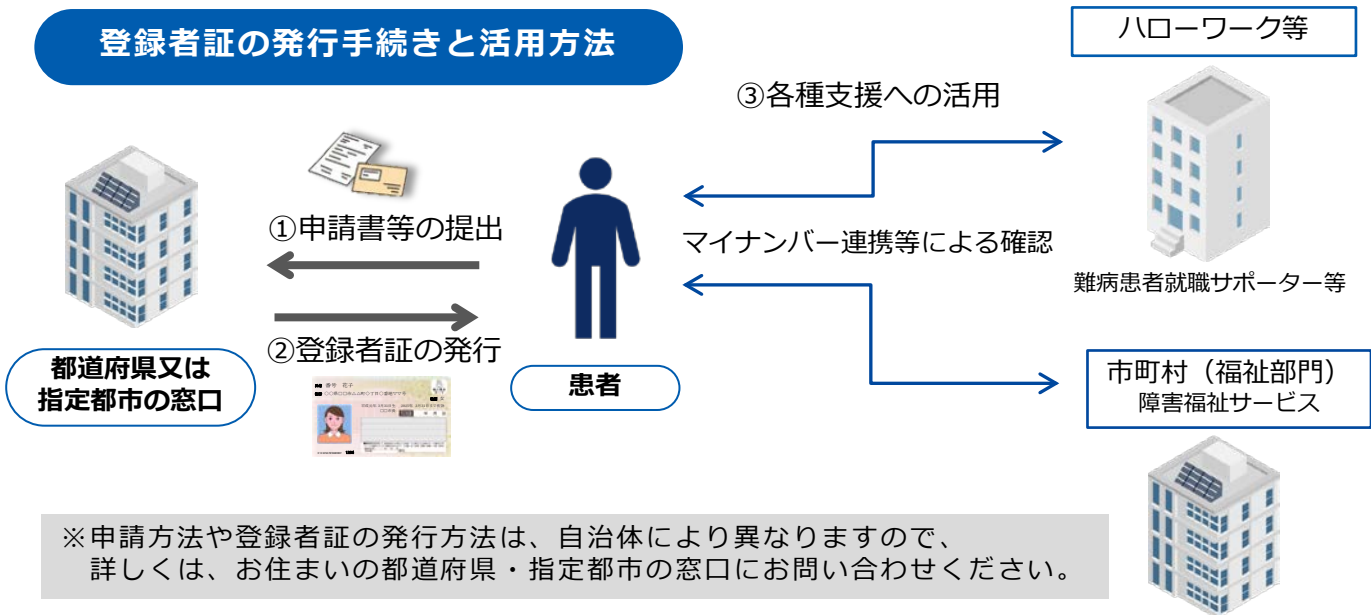 登録者証の発行手続きと活用方法
ハローワーク等
③各種支援への活用
①申請書等の提出
マイナンバー連携等による確認
難病患者就職サポーター等
②登録者証の発行
都道府県又は
指定都市の窓口
患者
市町村（福祉部門）
障害福祉サービス
花子
※申請方法や登録者証の発行方法は、自治体により異なりますので、
詳しくは、お住まいの都道府県・指定都市の窓口にお問い合わせください。